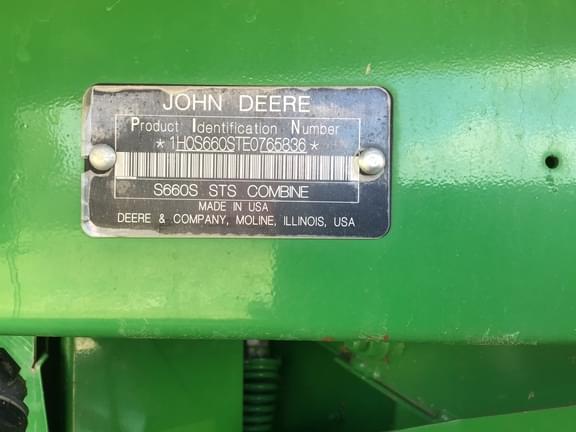 JOHN DEERE
Product Identification Number
*1H0S660STE0765836*
S660S STS COMBINE
MADE IN USA
DEERE & COMPANY, MOLINE, ILLINOIS, USA